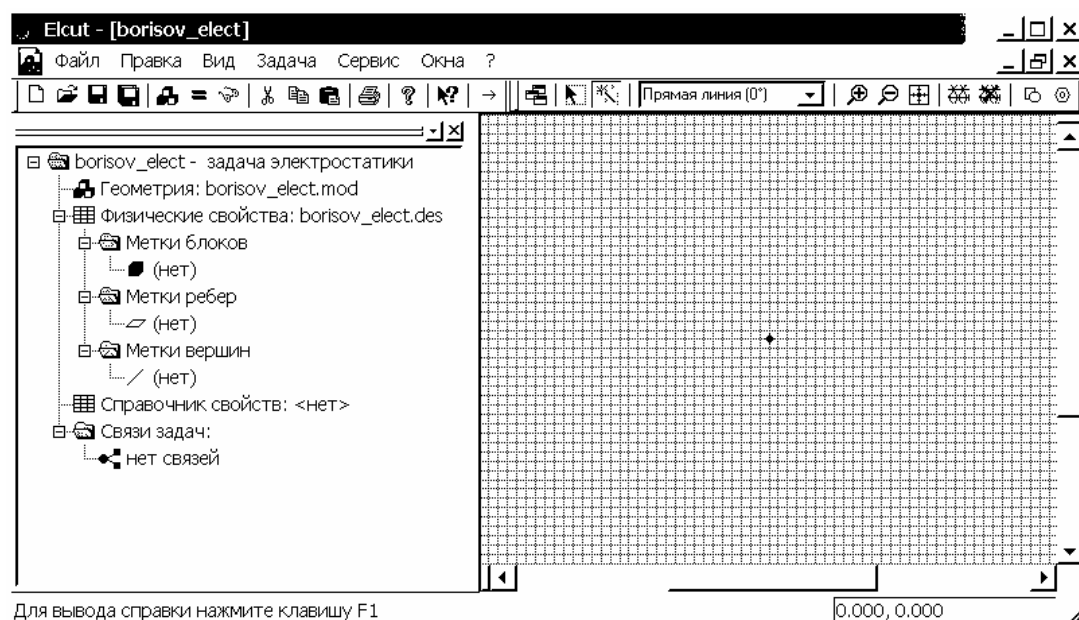 Elcut - [borisov_elect]
Файл Правка Вид Задача Сервис Окна ?
Прямая линия (0°)
borisov_elect - задача электростатики
Геометрия: borisov_elect.mod
Физические свойства: borisov_elect.des
Метки блоков
(нет)
Метки ребер
(нет)
Метки вершин
(нет)
Справочник свойств: <нет>
Связи задач:
нет связей
Для вывода справки нажмите клавишу F1
0.000, 0.000